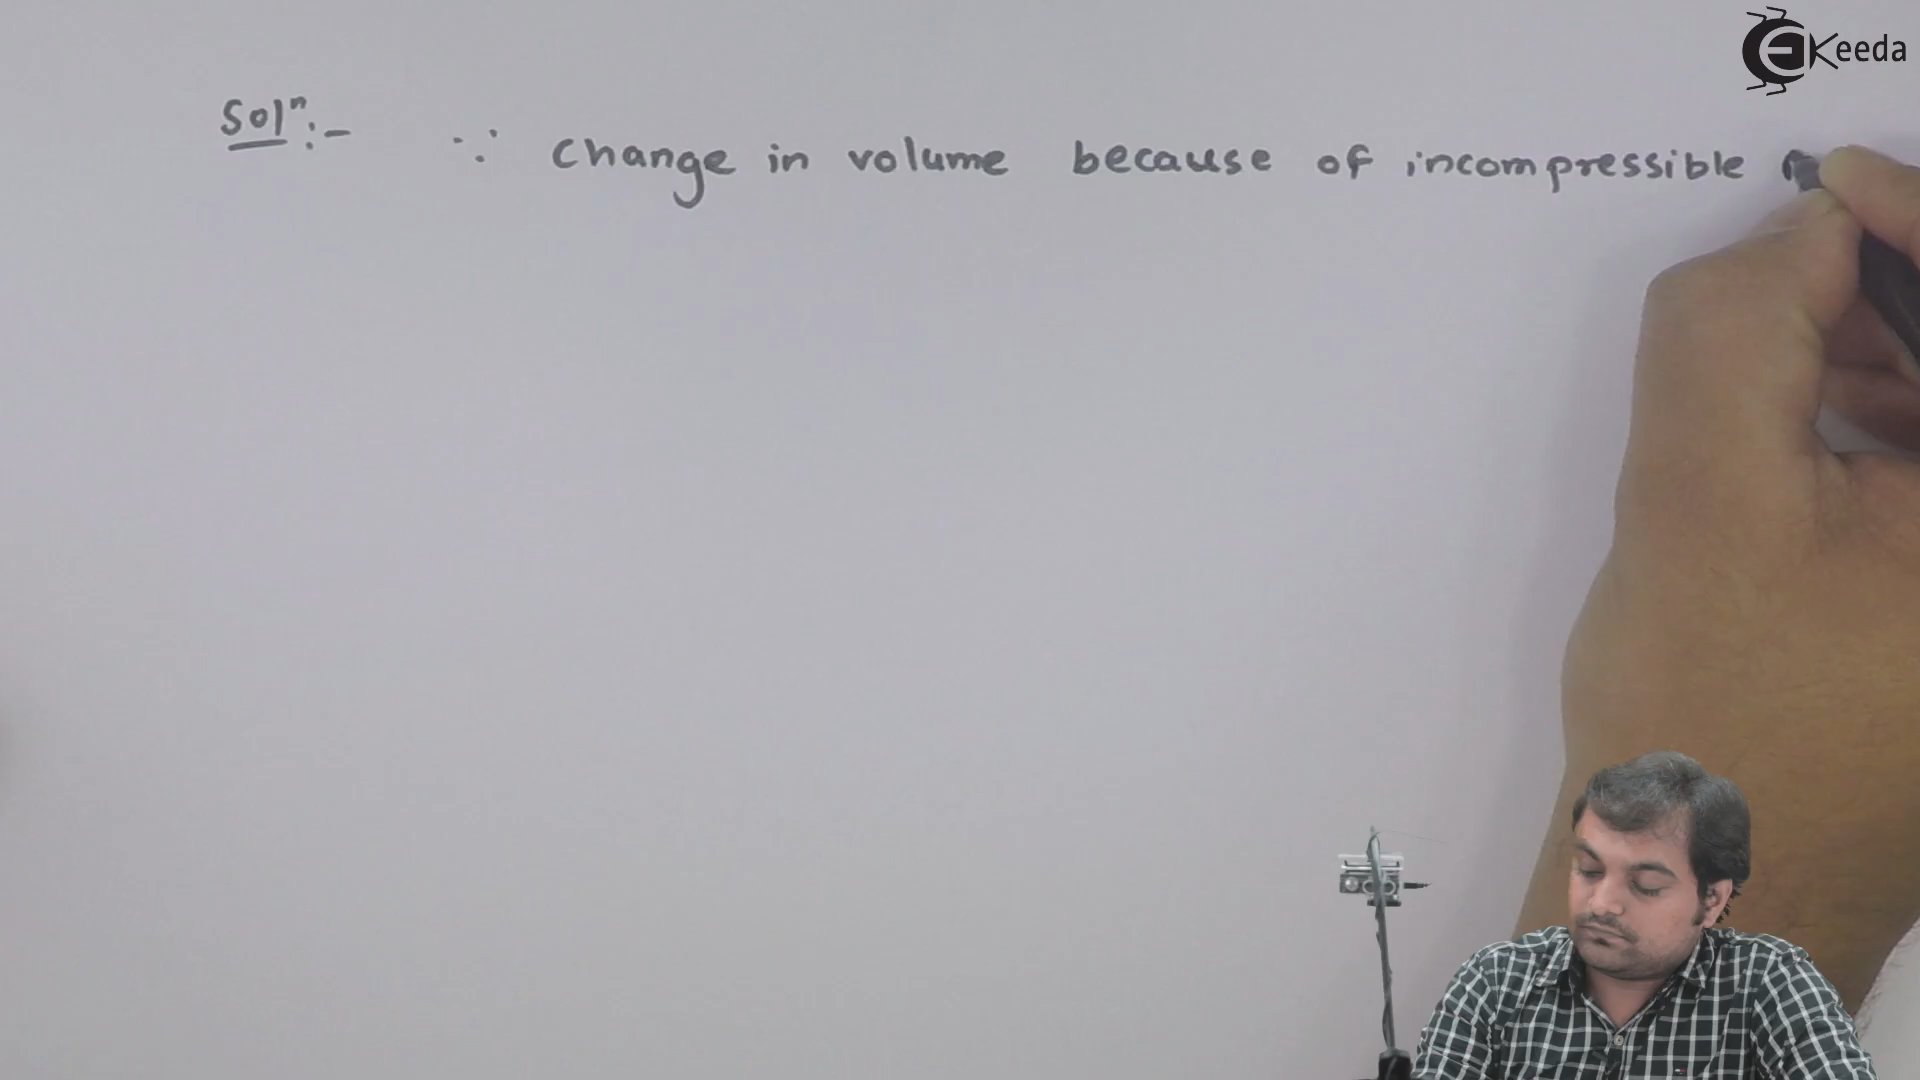 EKeeda
Solⁿ:- ∵ change in volume because of incompressible